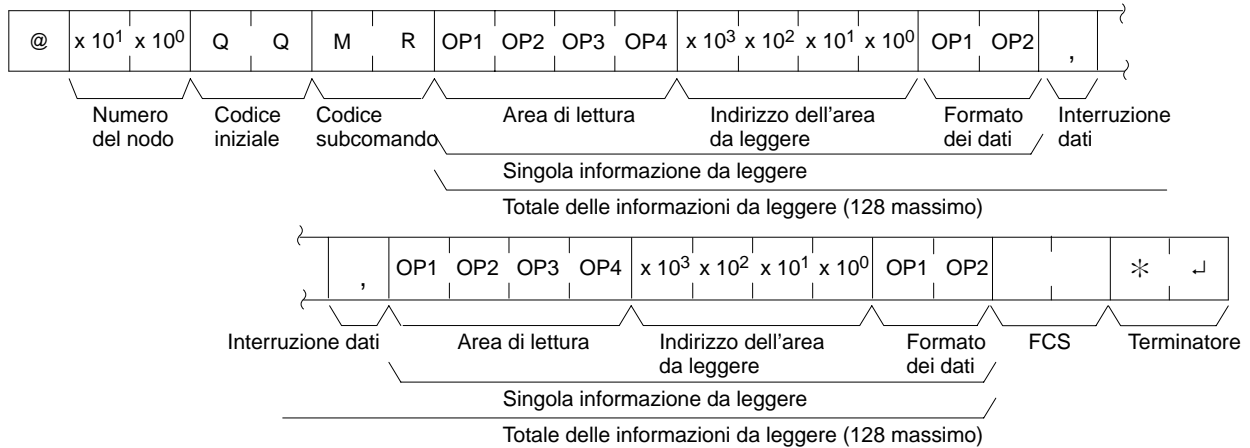 @ x 10¹ x 10⁰ Q Q M R OP1 OP2 OP3 OP4 x 10³ x 10² x 10¹ x 10⁰ OP1 OP2 ,
Numero del nodo
Codice iniziale
Codice subcomando
Area di lettura
Indirizzo dell'area da leggere
Formato dei dati
Interruzione dati
Singola informazione da leggere
Totale delle informazioni da leggere (128 massimo)
, OP1 OP2 OP3 OP4 x 10³ x 10² x 10¹ x 10⁰ OP1 OP2 * ↵
Interruzione dati
Area di lettura
Indirizzo dell'area da leggere
Formato dei dati
FCS
Terminatore
Singola informazione da leggere
Totale delle informazioni da leggere (128 massimo)